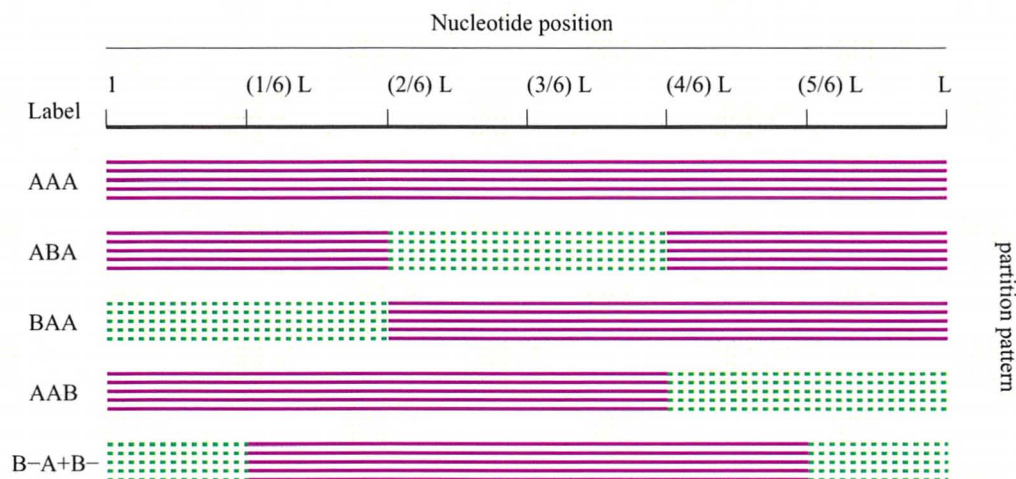 Nucleotide position
1 (1/6) L (2/6) L (3/6) L (4/6) L (5/6) L L
Label
AAA
ABA
BAA
AAB
B−A+B−
partition pattern